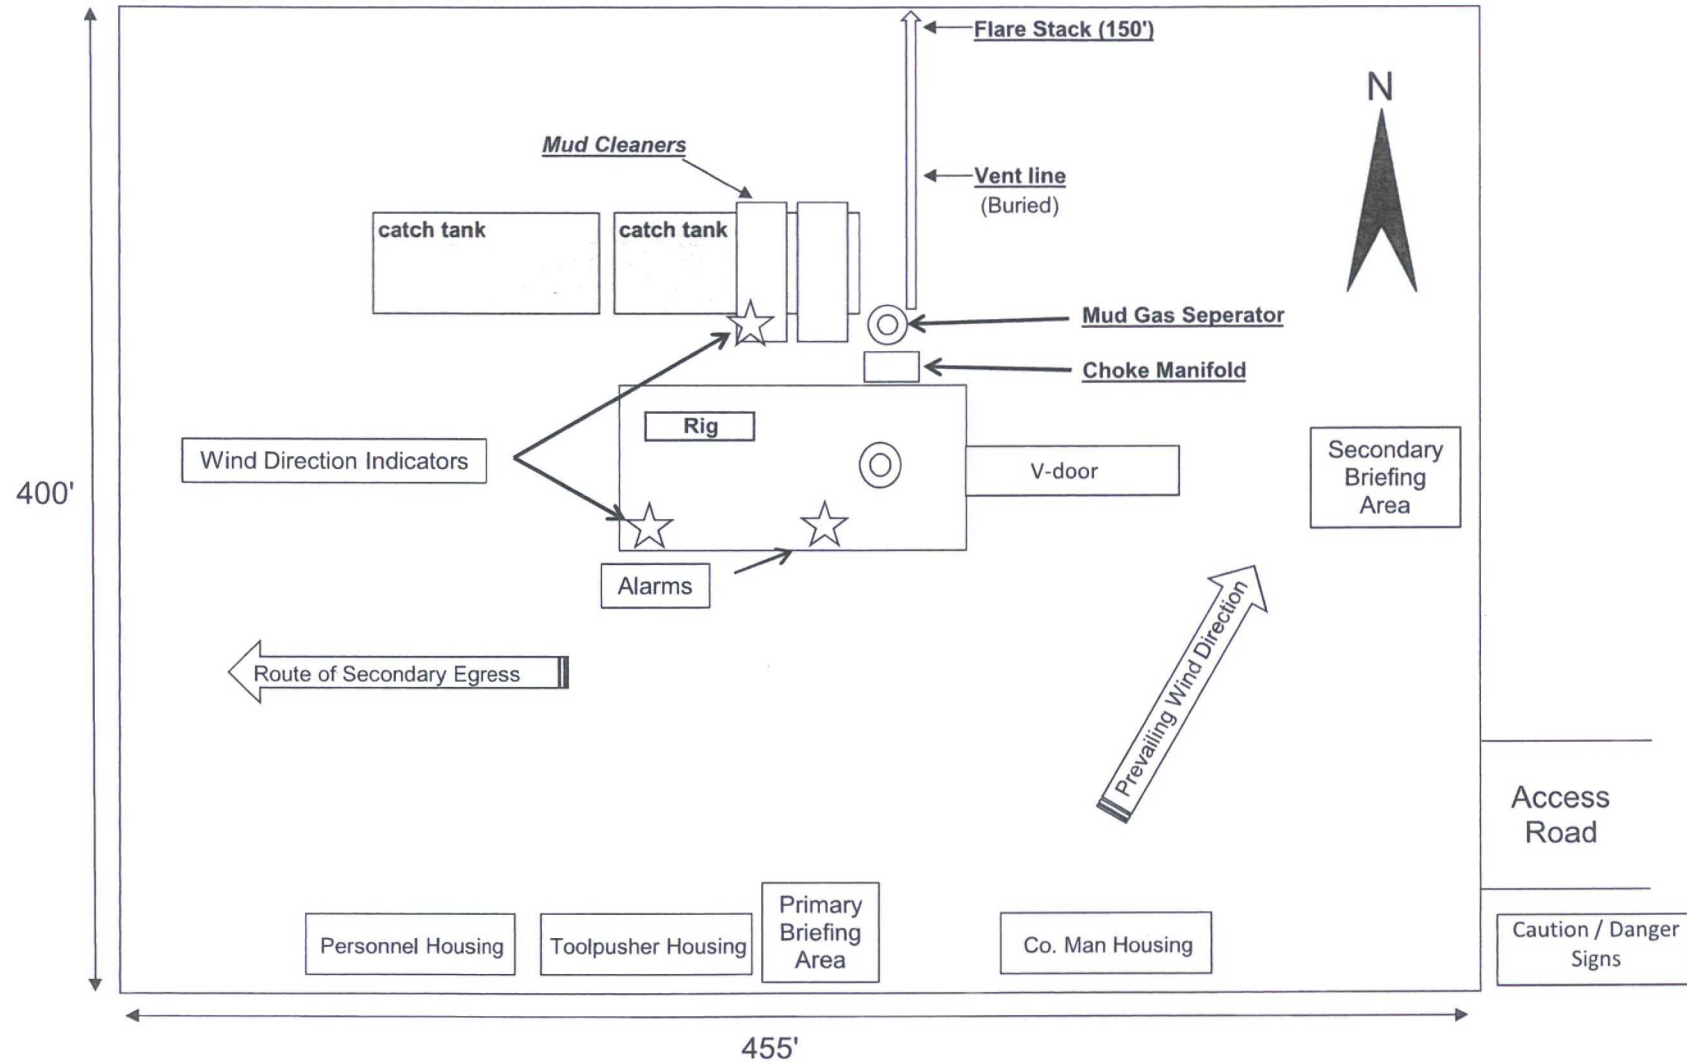 Flare Stack (150')
N
Mud Cleaners
Vent line
(Buried)
catch tank
catch tank
Mud Gas Seperator
Choke Manifold
Rig
Wind Direction Indicators
V-door
Secondary
Briefing
Area
400'
Alarms
Route of Secondary Egress
Prevailing Wind Direction
Access
Road
Primary
Briefing
Area
Personnel Housing
Toolpusher Housing
Co. Man Housing
Caution / Danger
Signs
455'